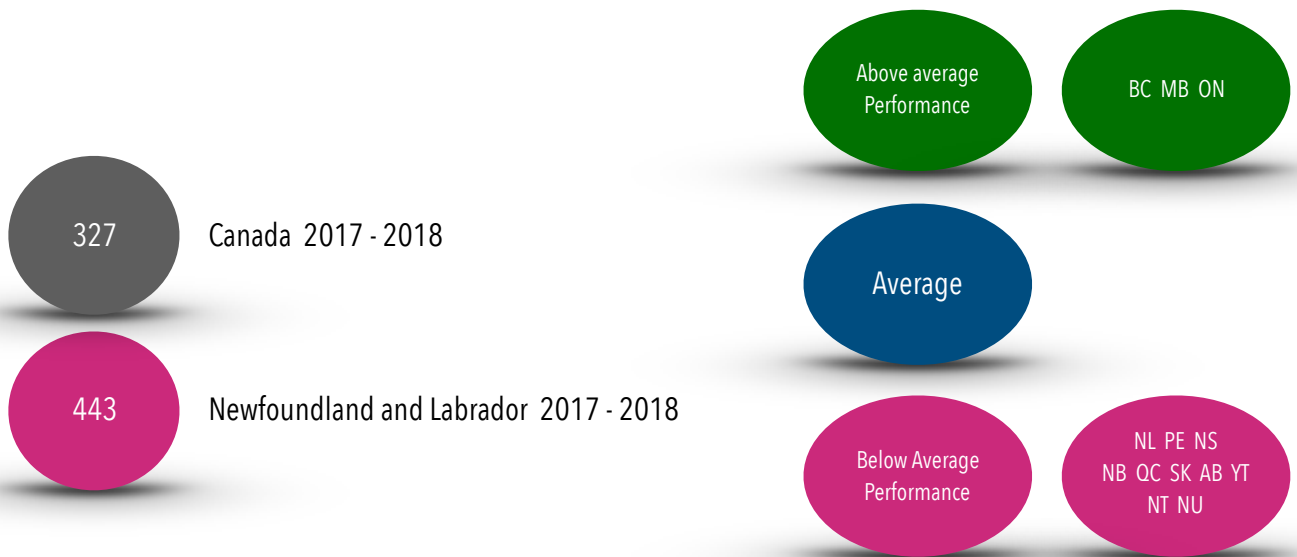 Above average
Performance
BC MB ON
327
Canada 2017 - 2018
Average
443
Newfoundland and Labrador 2017 - 2018
Below Average
Performance
NL PE NS
NB QC SK AB YT
NT NU